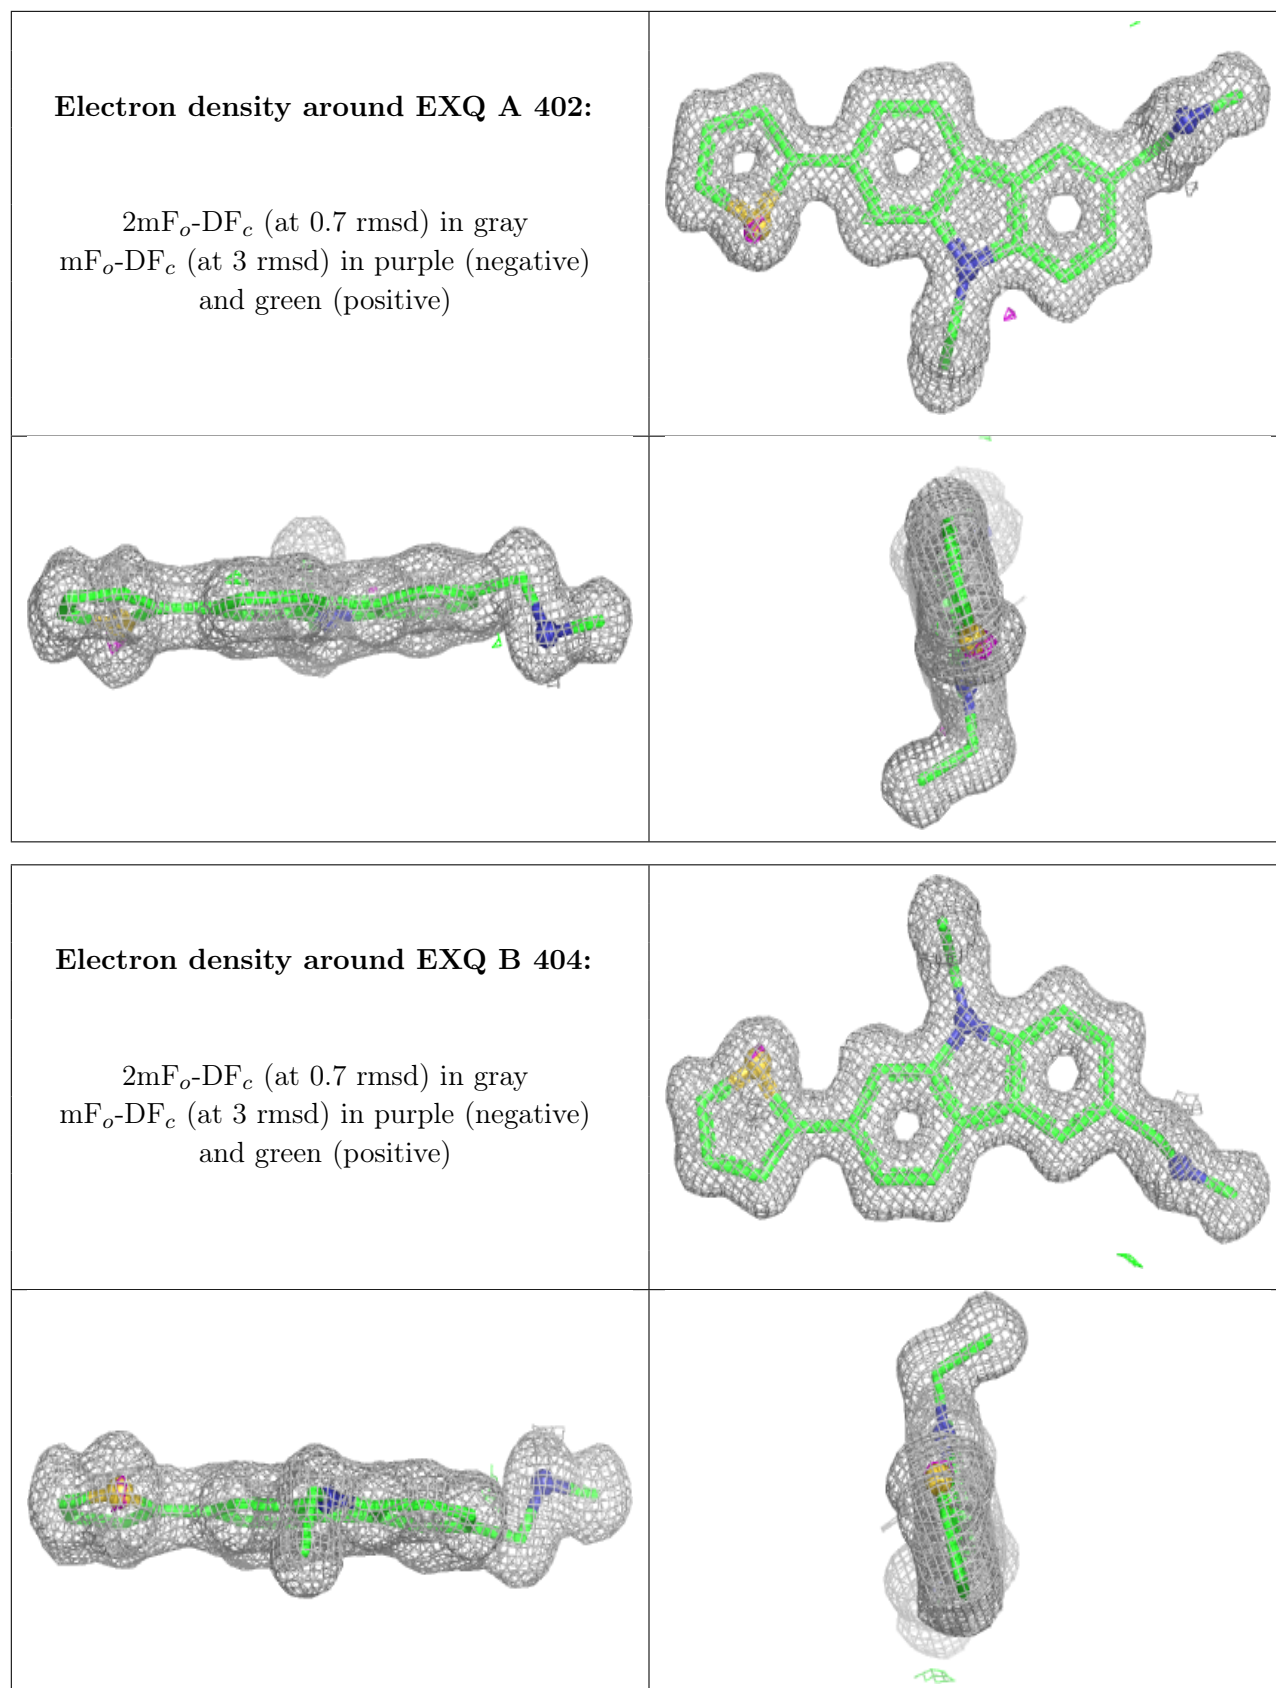 Electron density around EXQ A 402:
2mFₒ-DF𝒸 (at 0.7 rmsd) in gray
mFₒ-DF𝒸 (at 3 rmsd) in purple (negative)
and green (positive)
Electron density around EXQ B 404:
2mFₒ-DF𝒸 (at 0.7 rmsd) in gray
mFₒ-DF𝒸 (at 3 rmsd) in purple (negative)
and green (positive)